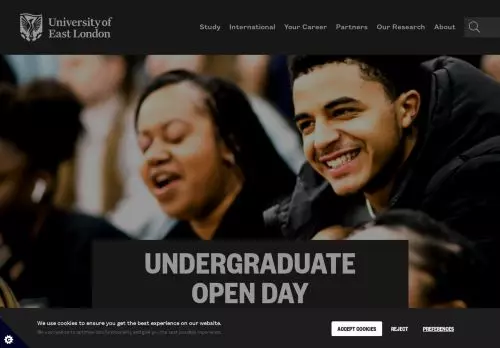 University of
East London
Study International Your Career Partners Our Research About
UNDERGRADUATE
OPEN DAY
We use cookies to ensure you get the best experience on our website.
We use cookies to optimise site functionality and give you the best possible experience.
ACCEPT COOKIES REJECT PREFERENCES